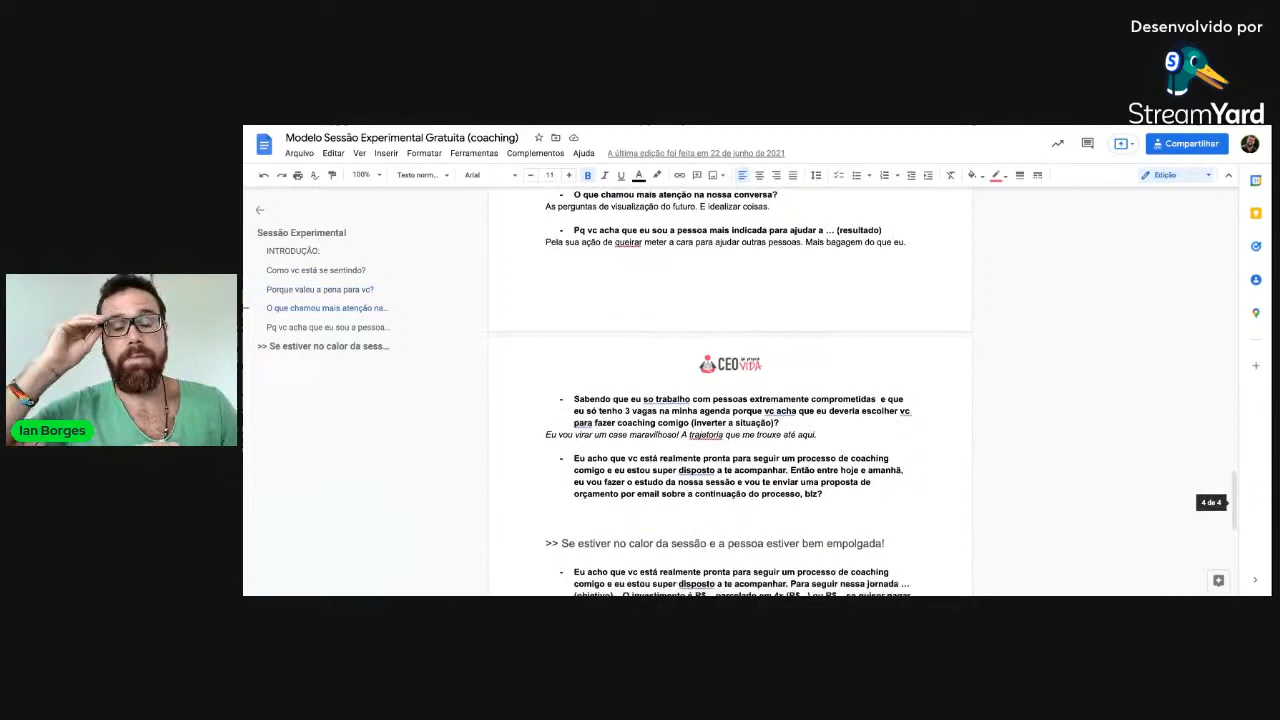 Desenvolvido por
StreamYard
Modelo Sessão Experimental Gratuita (coaching)
Arquivo Editar Ver Inserir Formatar Ferramentas Complementos Ajuda A última edição foi feita em 22 de junho de 2021
Compartilhar
100% Texto norm... Arial 11 Edição
Sessão Experimental
INTRODUÇÃO:
Como vc está se sentindo?
Porque valeu a pena para vc?
O que chamou mais atenção na...
Pq vc acha que eu sou a pessoa...
>> Se estiver no calor da sess...
- O que chamou mais atenção na nossa conversa?
As perguntas de visualização do futuro. E idealizar coisas.
- Pq vc acha que eu sou a pessoa mais indicada para ajudar a ... (resultado)
Pela sua ação de queirar meter a cara para ajudar outras pessoas. Mais bagagem do que eu.
CEO
VIDA
- Sabendo que eu so trabalho com pessoas extremamente comprometidas e que
eu só tenho 3 vagas na minha agenda porque vc acha que eu deveria escolher vc
para fazer coaching comigo (inverter a situação)?
Eu vou virar um case maravilhoso! A trajetoria que me trouxe até aqui.
- Eu acho que vc está realmente pronta para seguir um processo de coaching
comigo e eu estou super disposto a te acompanhar. Então entre hoje e amanhã,
eu vou fazer o estudo da nossa sessão e vou te enviar uma proposta de
orçamento por email sobre a continuação do processo, blz?
>> Se estiver no calor da sessão e a pessoa estiver bem empolgada!
- Eu acho que vc está realmente pronta para seguir um processo de coaching
comigo e eu estou super disposto a te acompanhar. Para seguir nessa jornada ...
4 de 4
Ian Borges